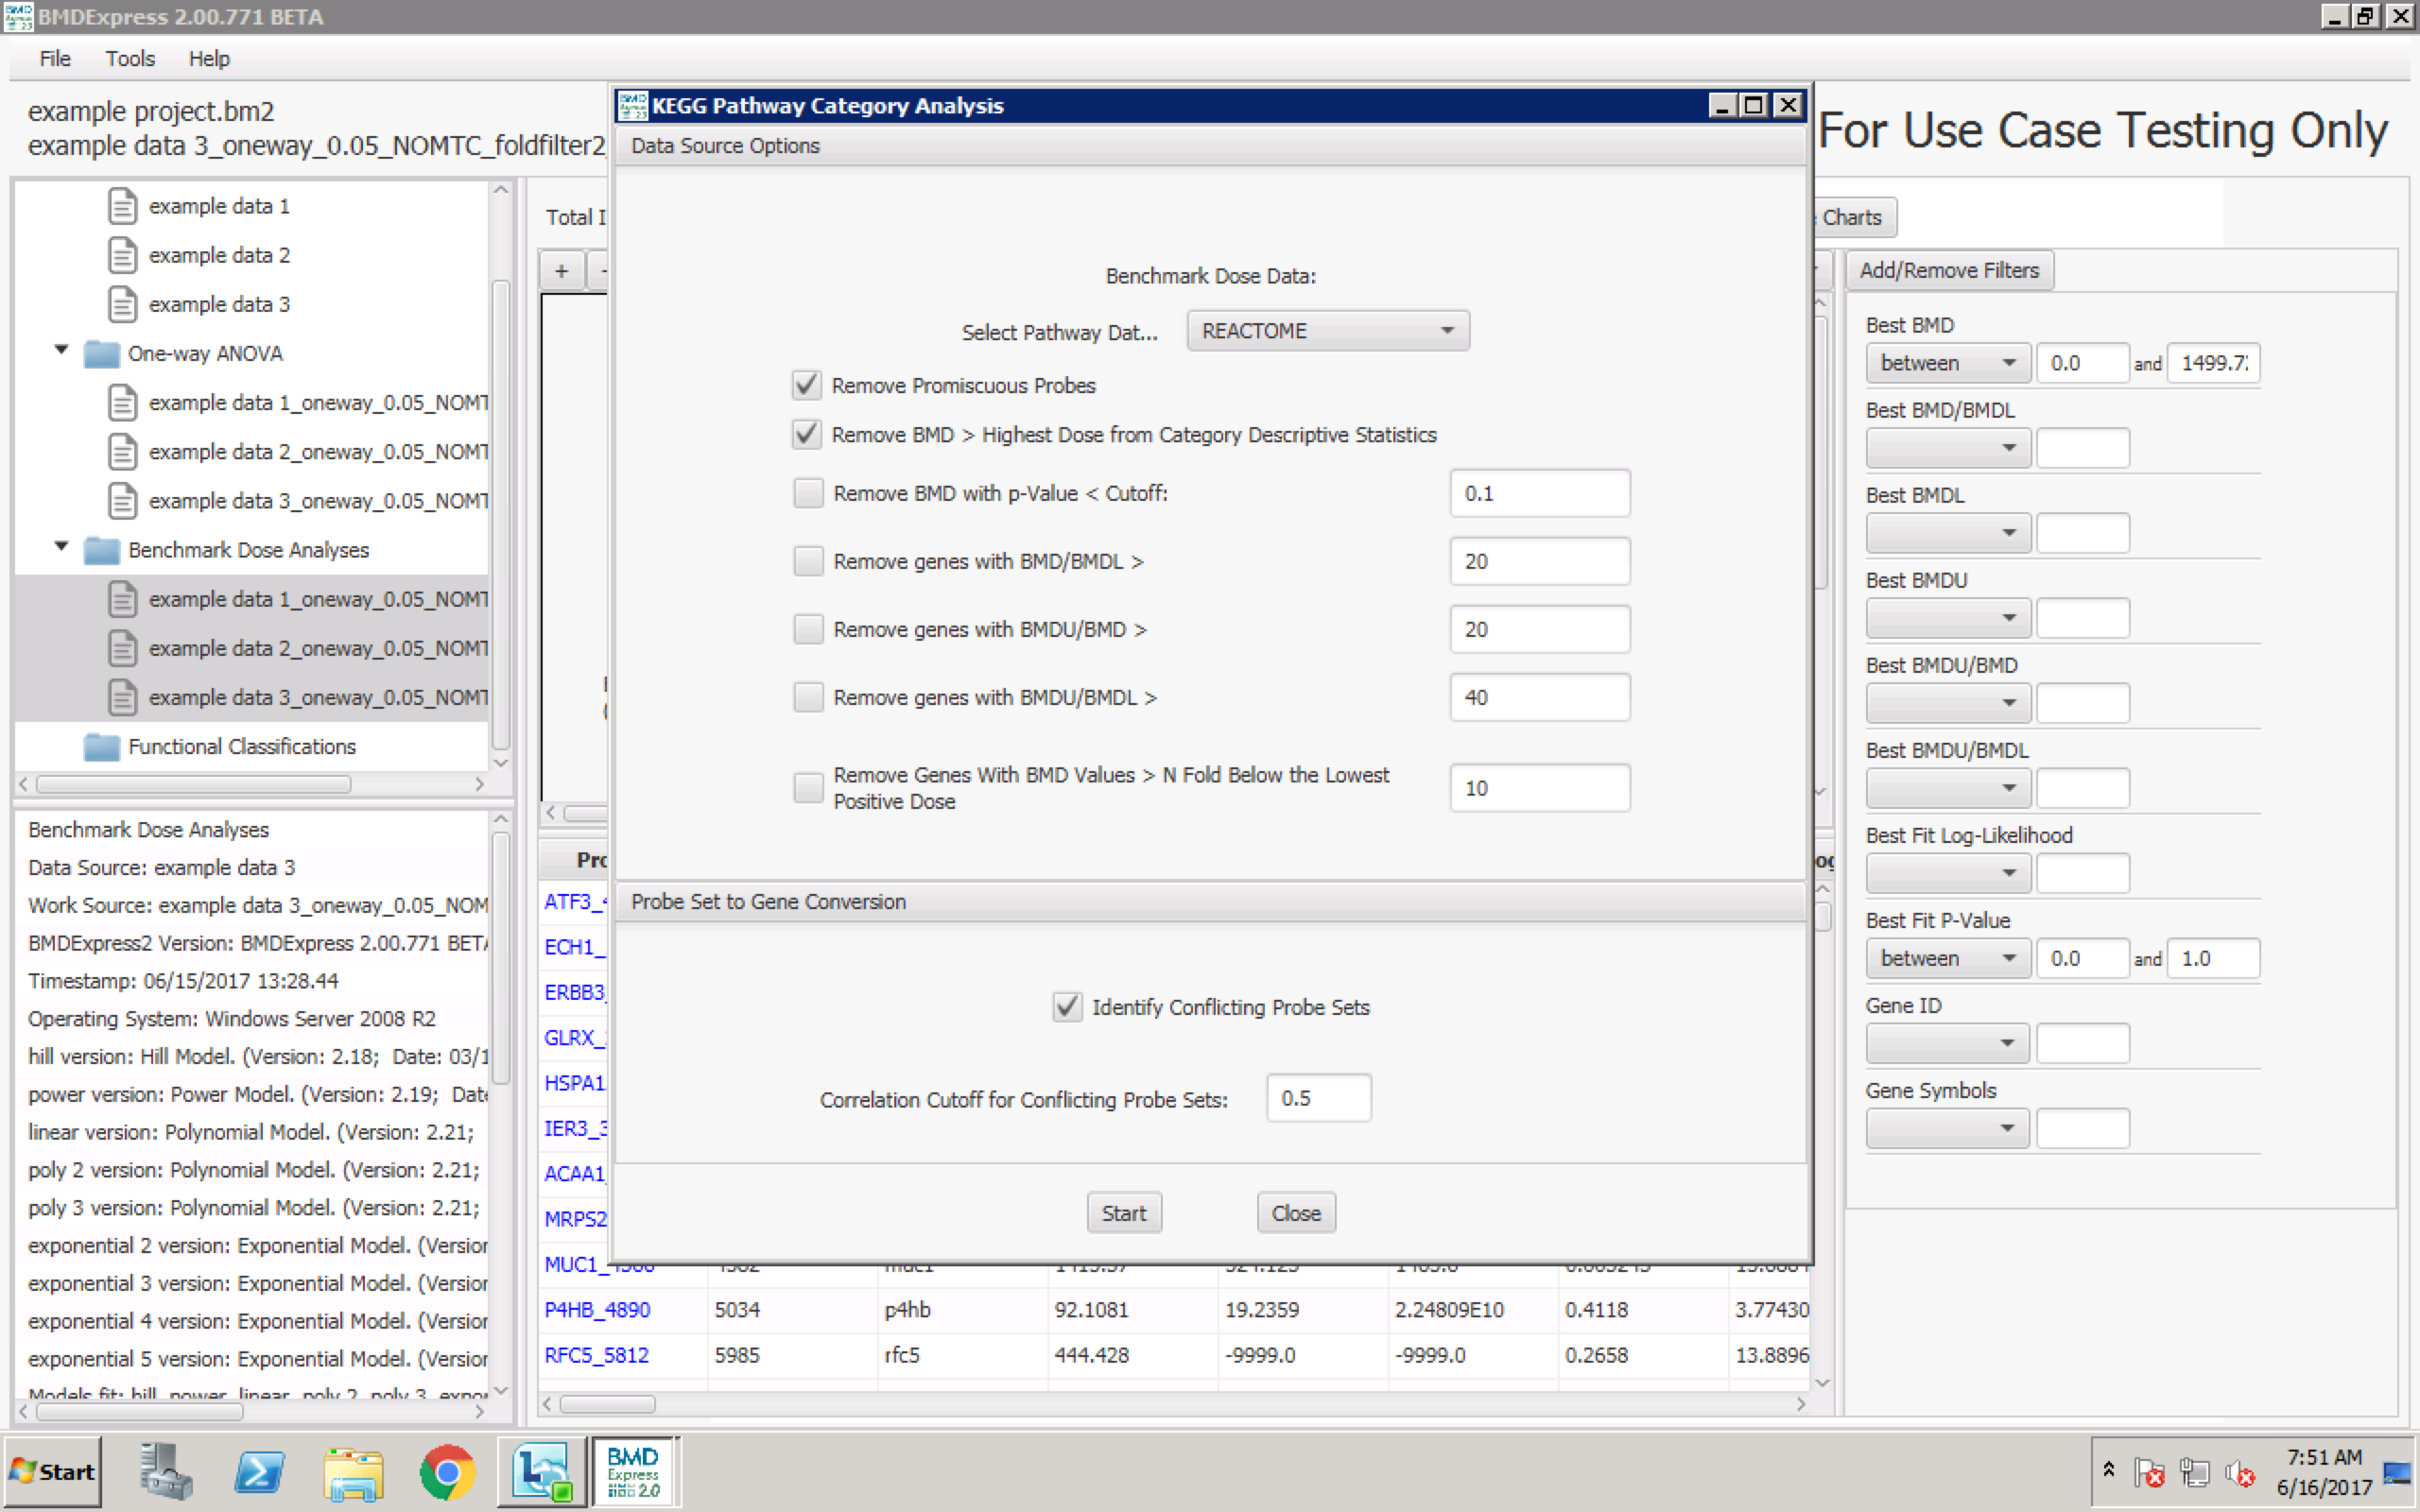 BMDExpress 2.00.771 BETA
File Tools Help
example project.bm2
example data 3_oneway_0.05_NOMTC_foldfilter2
For Use Case Testing Only
example data 1
example data 2
example data 3
One-way ANOVA
example data 1_oneway_0.05_NOMT
example data 2_oneway_0.05_NOMT
example data 3_oneway_0.05_NOMT
Benchmark Dose Analyses
example data 1_oneway_0.05_NOMT
example data 2_oneway_0.05_NOMT
example data 3_oneway_0.05_NOMT
Functional Classifications
Benchmark Dose Analyses
Data Source: example data 3
Work Source: example data 3_oneway_0.05_NOM
BMDExpress2 Version: BMDExpress 2.00.771 BET
Timestamp: 06/15/2017 13:28.44
Operating System: Windows Server 2008 R2
hill version: Hill Model. (Version: 2.18; Date: 03/1
power version: Power Model. (Version: 2.19; Date
linear version: Polynomial Model. (Version: 2.21;
poly 2 version: Polynomial Model. (Version: 2.21;
poly 3 version: Polynomial Model. (Version: 2.21;
exponential 2 version: Exponential Model. (Version
exponential 3 version: Exponential Model. (Version
exponential 4 version: Exponential Model. (Version
exponential 5 version: Exponential Model. (Version
Models fit: hill, power, linear, poly 2, poly 3, expon
Total I
+ -
KEGG Pathway Category Analysis
Data Source Options
Benchmark Dose Data:
Select Pathway Dat... REACTOME
Remove Promiscuous Probes
Remove BMD > Highest Dose from Category Descriptive Statistics
Remove BMD with p-Value < Cutoff: 0.1
Remove genes with BMD/BMDL > 20
Remove genes with BMDU/BMD > 20
Remove genes with BMDU/BMDL > 40
Remove Genes With BMD Values > N Fold Below the Lowest
Positive Dose 10
Probe Set to Gene Conversion
Identify Conflicting Probe Sets
Correlation Cutoff for Conflicting Probe Sets: 0.5
Start Close
Pro
ATF3_4
ECH1_
ERBB3_
GLRX_
HSPA1
IER3_3
ACAA1_
MRPS2
MUC1_
P4HB_4890 5034 p4hb 92.1081 19.2359 2.24809E10 0.4118 3.77430
RFC5_5812 5985 rfc5 444.428 -9999.0 -9999.0 0.2658 13.8896
Charts
Add/Remove Filters
Best BMD
between 0.0 and 1499.7
Best BMD/BMDL
Best BMDL
Best BMDU
Best BMDU/BMD
Best BMDU/BMDL
Best Fit Log-Likelihood
Best Fit P-Value
between 0.0 and 1.0
Gene ID
Gene Symbols
Start
BMD
Express
2.0
7:51 AM
6/16/2017